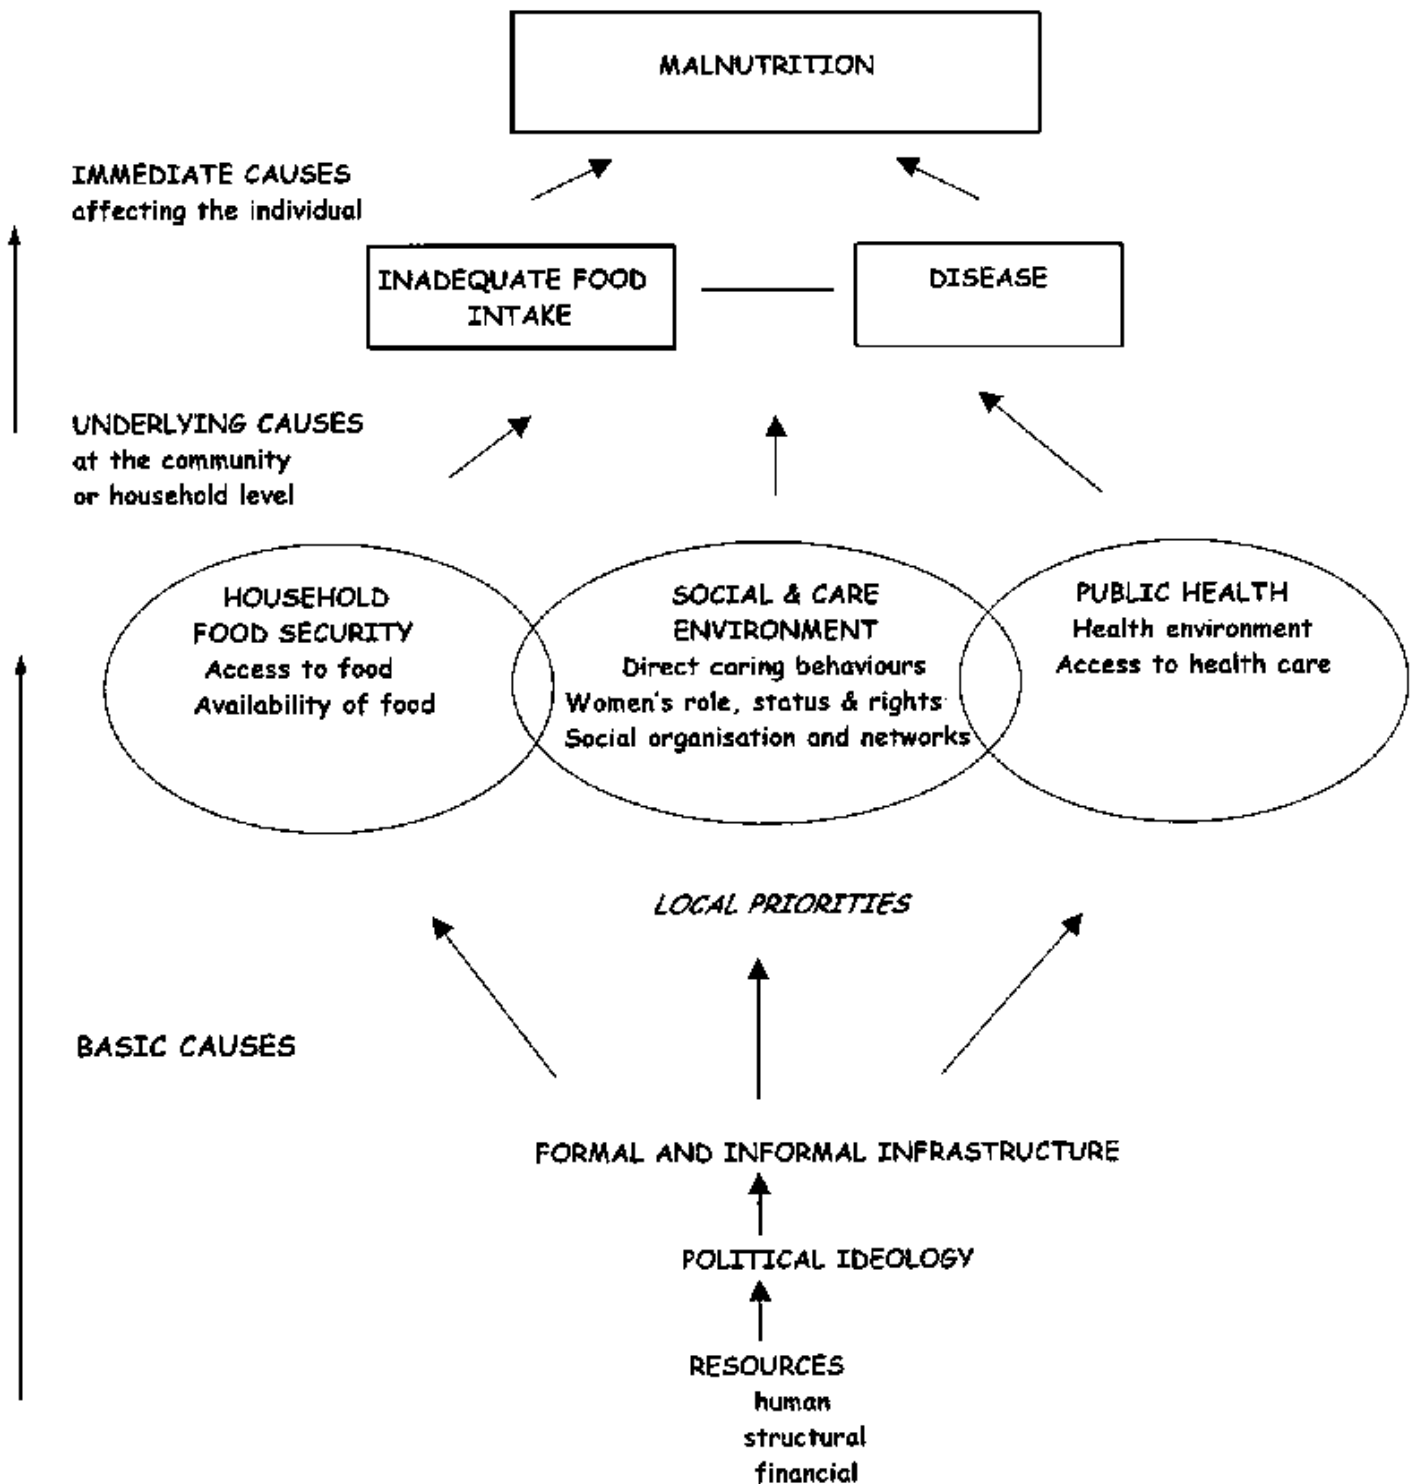 MALNUTRITION
IMMEDIATE CAUSES
affecting the individual
INADEQUATE FOOD
INTAKE
DISEASE
UNDERLYING CAUSES
at the community
or household level
HOUSEHOLD
FOOD SECURITY
Access to food
Availability of food
SOCIAL & CARE
ENVIRONMENT
Direct caring behaviours
Women's role, status & rights
Social organisation and networks
PUBLIC HEALTH
Health environment
Access to health care
LOCAL PRIORITIES
BASIC CAUSES
FORMAL AND INFORMAL INFRASTRUCTURE
POLITICAL IDEOLOGY
RESOURCES
human
structural
financial